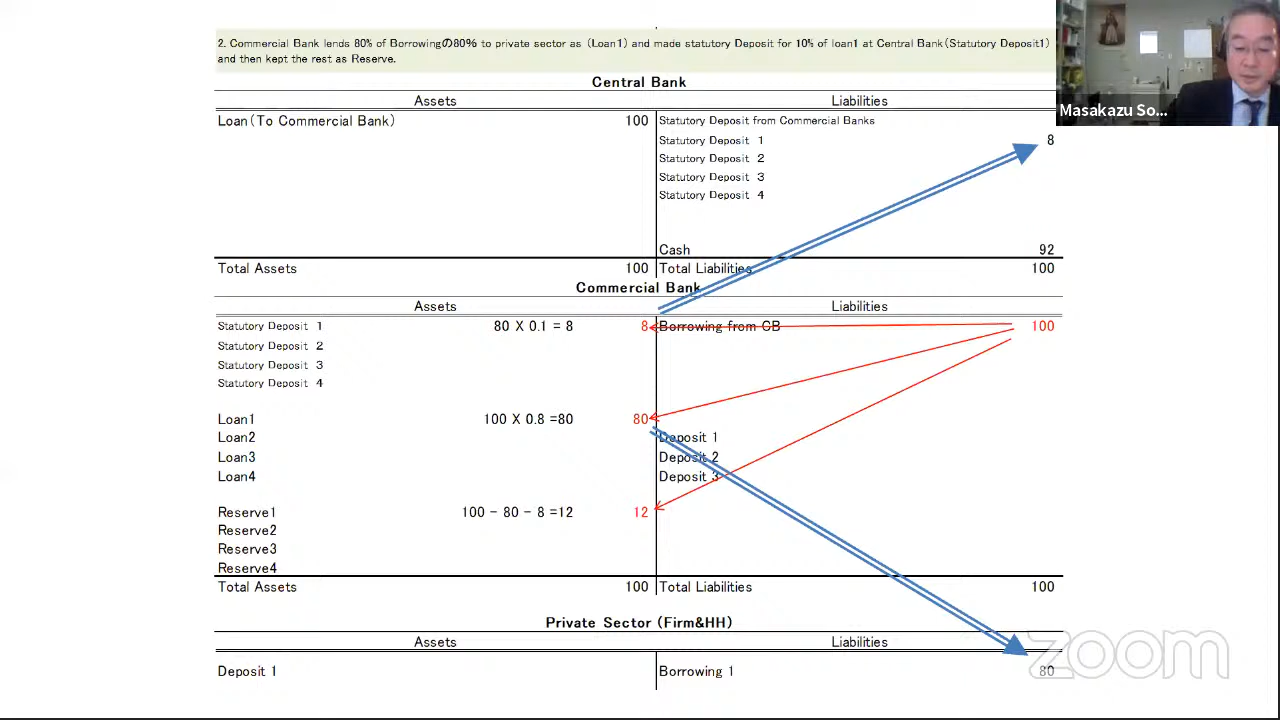 2. Commercial Bank lends 80% of Borrowingの80% to private sector as (Loan1) and made statutory Deposit for 10% of loan1 at Central Bank(Statutory Deposit1)
and then kept the rest as Reserve.
Masakazu So...
Central Bank
Assets Liabilities
Loan(To Commercial Bank) 100 Statutory Deposit from Commercial Banks
Statutory Deposit 1 8
Statutory Deposit 2
Statutory Deposit 3
Statutory Deposit 4
Cash 92
Total Assets 100 Total Liabilities 100
Commercial Bank
Assets Liabilities
Statutory Deposit 1 80 X 0.1 = 8 8 Borrowing from CB 100
Statutory Deposit 2
Statutory Deposit 3
Statutory Deposit 4
Loan1 100 X 0.8 =80 80
Loan2 Deposit 1
Loan3 Deposit 2
Loan4 Deposit 3
Reserve1 100 - 80 - 8 =12 12
Reserve2
Reserve3
Reserve4
Total Assets 100 Total Liabilities 100
Private Sector (Firm&HH)
Assets Liabilities
Deposit 1 Borrowing 1 80
zoom